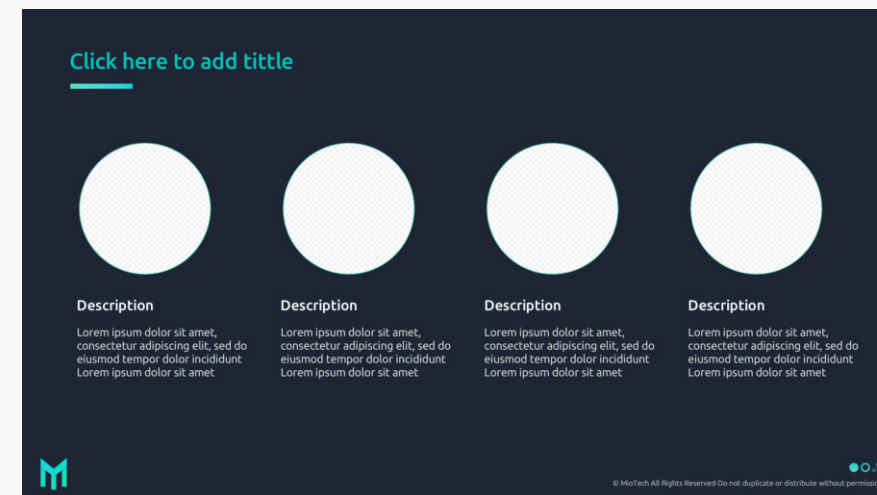 Click here to add tittle
Description
Lorem ipsum dolor sit amet,
consectetur adipiscing elit, sed do
eiusmod tempor dolor incididunt
Lorem ipsum dolor sit amet
Description
Lorem ipsum dolor sit amet,
consectetur adipiscing elit, sed do
eiusmod tempor dolor incididunt
Lorem ipsum dolor sit amet
Description
Lorem ipsum dolor sit amet,
consectetur adipiscing elit, sed do
eiusmod tempor dolor incididunt
Lorem ipsum dolor sit amet
Description
Lorem ipsum dolor sit amet,
consectetur adipiscing elit, sed do
eiusmod tempor dolor incididunt
Lorem ipsum dolor sit amet
© MioTech All Rights Reserved-Do not duplicate or distribute without